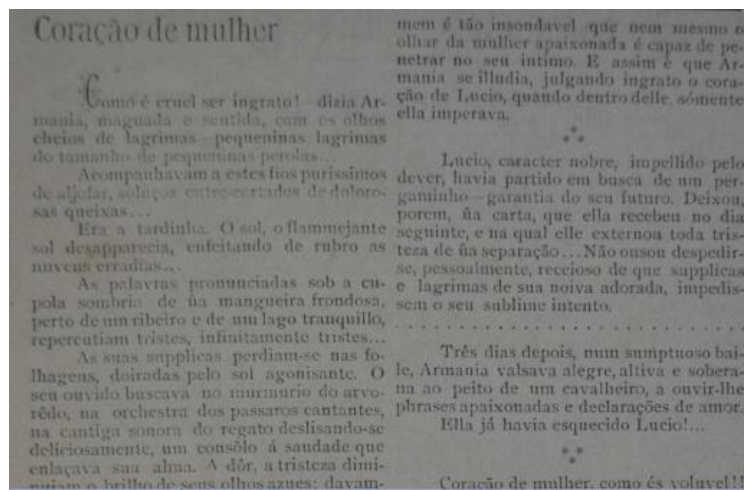 Coração de mulher
Como é cruel ser ingrato! dizia Ar-
mania, maguada e sentida, com os olhos
cheios de lagrimas—pequeninas lagrimas
do tamanho de pequeninas perolas...
Acompanhavam a estes fios purissimos
de aljofar, soluços entre-cortados de doloro-
sas queixas...
Era a tardinha. O sol, o flammejante
sol desapparecia, enfeitando de rubro as
nuvens erradias...
As palavras pronunciadas sob a cu-
pola sombria de ũa mangueira frondosa,
perto de um ribeiro e de um lago tranquillo,
repercutiam tristes, infinitamente tristes...
As suas supplicas perdiam-se nas fo-
lhagens, doiradas pelo sol agonisante. O
seu ouvido buscava no murmurio do arvo-
rêdo, na orchestra dos passaros cantantes,
na cantiga sonora do regato deslisando-se
deliciosamente, um consôlo á saudade que
enlaçava sua alma. A dôr, a tristeza dimi-
nuiam o brilho de seus olhos azues; davam-
mem é tão insondavel que nem mesmo o
olhar da mulher apaixonada é capaz de pe-
netrar no seu intimo. E assim é que Ar-
mania se illudia, julgando ingrato o cora-
ção de Lucio, quando dentro delle, sómente
ella imperava.
Lucio, caracter nobre, impellido pelo
dever, havia partido em busca de um per-
gaminho—garantia do seu futuro. Deixou,
porem, ũa carta, que ella recebeu no dia
seguinte, e na qual elle externou toda tris-
teza de ũa separação...Não ousou despedir-
se, pessoalmente, receioso de que supplicas
e lagrimas de sua noiva adorada, impedis-
sem o seu sublime intento.
Três dias depois, num sumptuoso bai-
le, Armania valsava alegre, altiva e sobera-
na ao peito de um cavalheiro, a ouvir-lhe
phrases apaixonadas e declarações de amor.
Ella já havia esquecido Lucio!...
Coração de mulher, como és voluvel!!